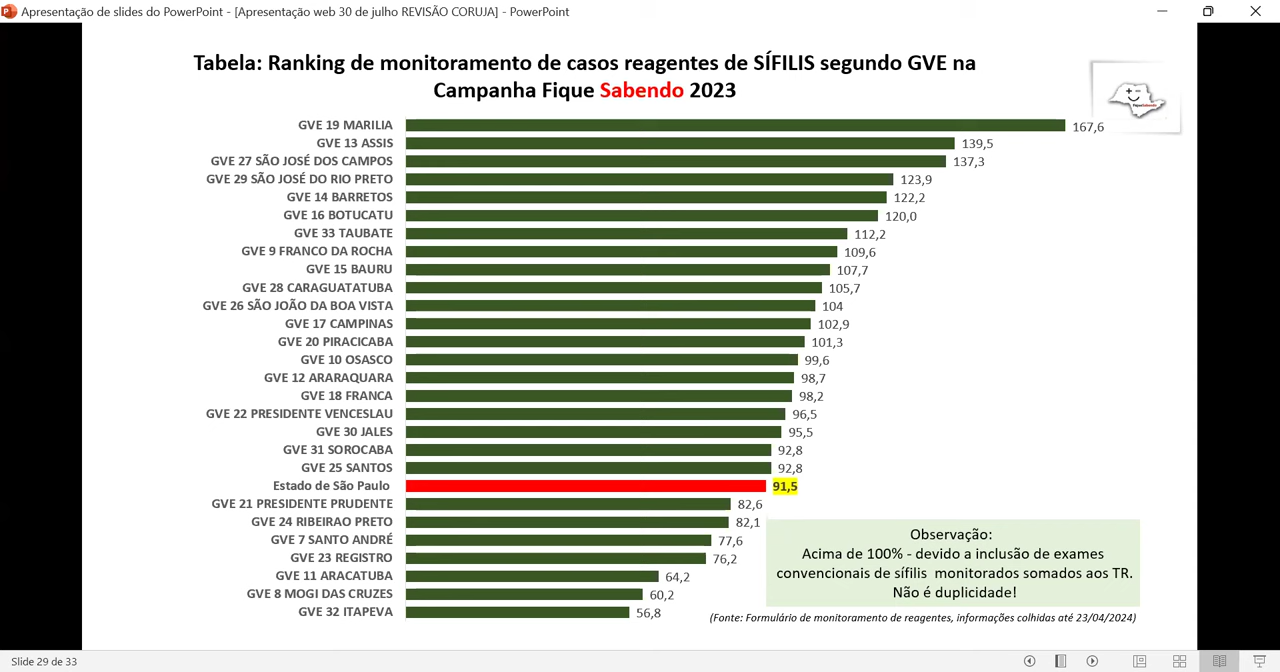 Apresentação de slides do PowerPoint - [Apresentação web 30 de julho REVISÃO CORUJA] - PowerPoint
Tabela: Ranking de monitoramento de casos reagentes de SÍFILIS segundo GVE na
Campanha Fique Sabendo 2023
FiqueSabendo
GVE 19 MARILIA 167,6
GVE 13 ASSIS 139,5
GVE 27 SÃO JOSÉ DOS CAMPOS 137,3
GVE 29 SÃO JOSÉ DO RIO PRETO 123,9
GVE 14 BARRETOS 122,2
GVE 16 BOTUCATU 120,0
GVE 33 TAUBATE 112,2
GVE 9 FRANCO DA ROCHA 109,6
GVE 15 BAURU 107,7
GVE 28 CARAGUATATUBA 105,7
GVE 26 SÃO JOÃO DA BOA VISTA 104
GVE 17 CAMPINAS 102,9
GVE 20 PIRACICABA 101,3
GVE 10 OSASCO 99,6
GVE 12 ARARAQUARA 98,7
GVE 18 FRANCA 98,2
GVE 22 PRESIDENTE VENCESLAU 96,5
GVE 30 JALES 95,5
GVE 31 SOROCABA 92,8
GVE 25 SANTOS 92,8
Estado de São Paulo 91,5
GVE 21 PRESIDENTE PRUDENTE 82,6
GVE 24 RIBEIRAO PRETO 82,1
GVE 7 SANTO ANDRÉ 77,6
GVE 23 REGISTRO 76,2
GVE 11 ARACATUBA 64,2
GVE 8 MOGI DAS CRUZES 60,2
GVE 32 ITAPEVA 56,8
Observação:
Acima de 100% - devido a inclusão de exames
convencionais de sífilis monitorados somados aos TR.
Não é duplicidade!
(Fonte: Formulário de monitoramento de reagentes, informações colhidas até 23/04/2024)
Slide 29 de 33